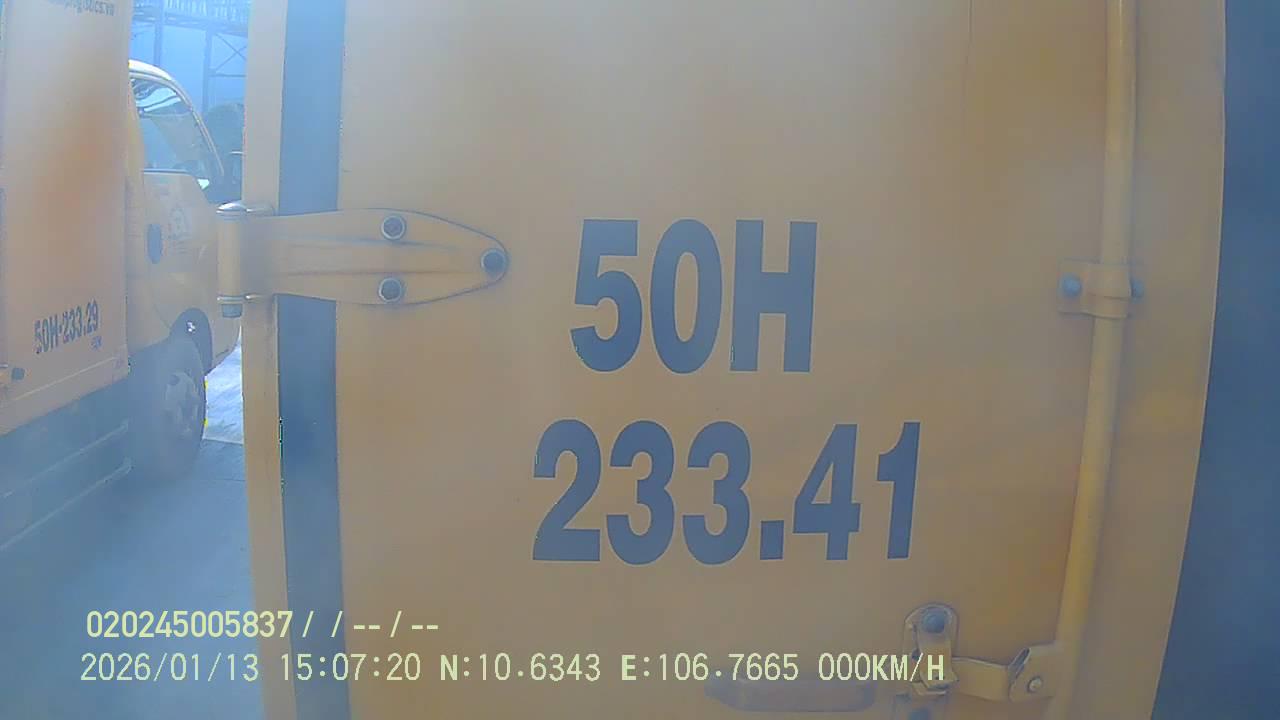 50H-233.29
50H
233.41
020245005837/ / -- / --
2026/01/13 15:07:20 N:10.6343 E:106.7665 000KM/H